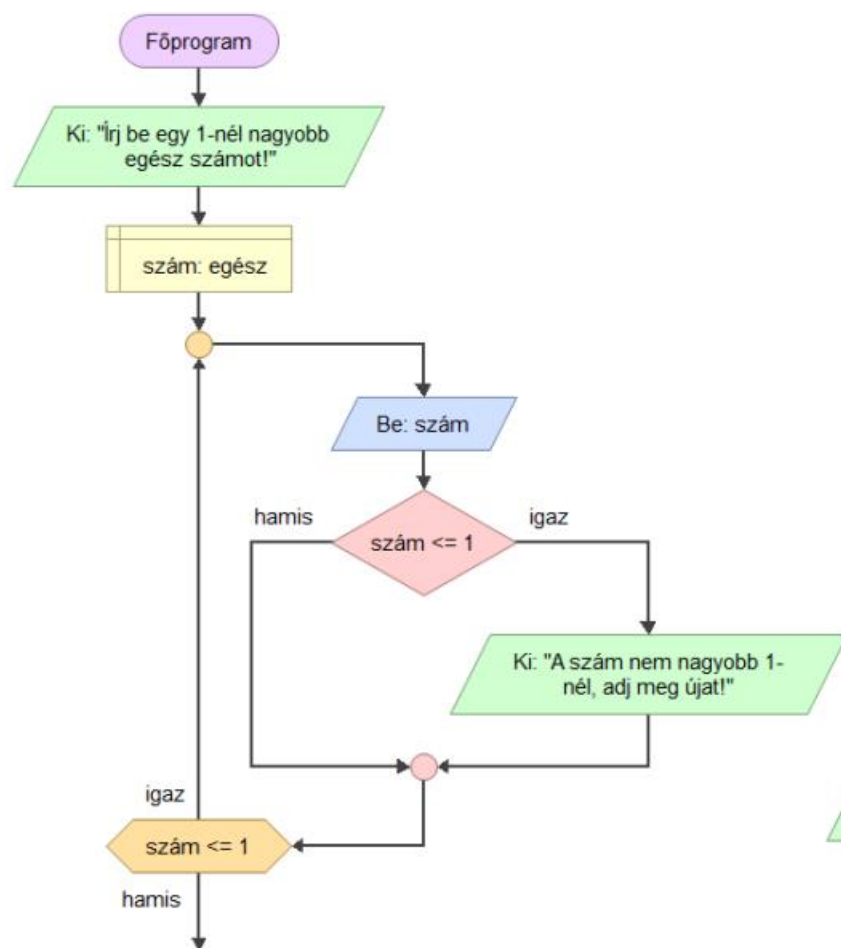 Főprogram
Ki: "Írj be egy 1-nél nagyobb
egész számot!"
szám: egész
Be: szám
hamis
igaz
szám <= 1
Ki: "A szám nem nagyobb 1-
nél, adj meg újat!"
igaz
szám <= 1
hamis